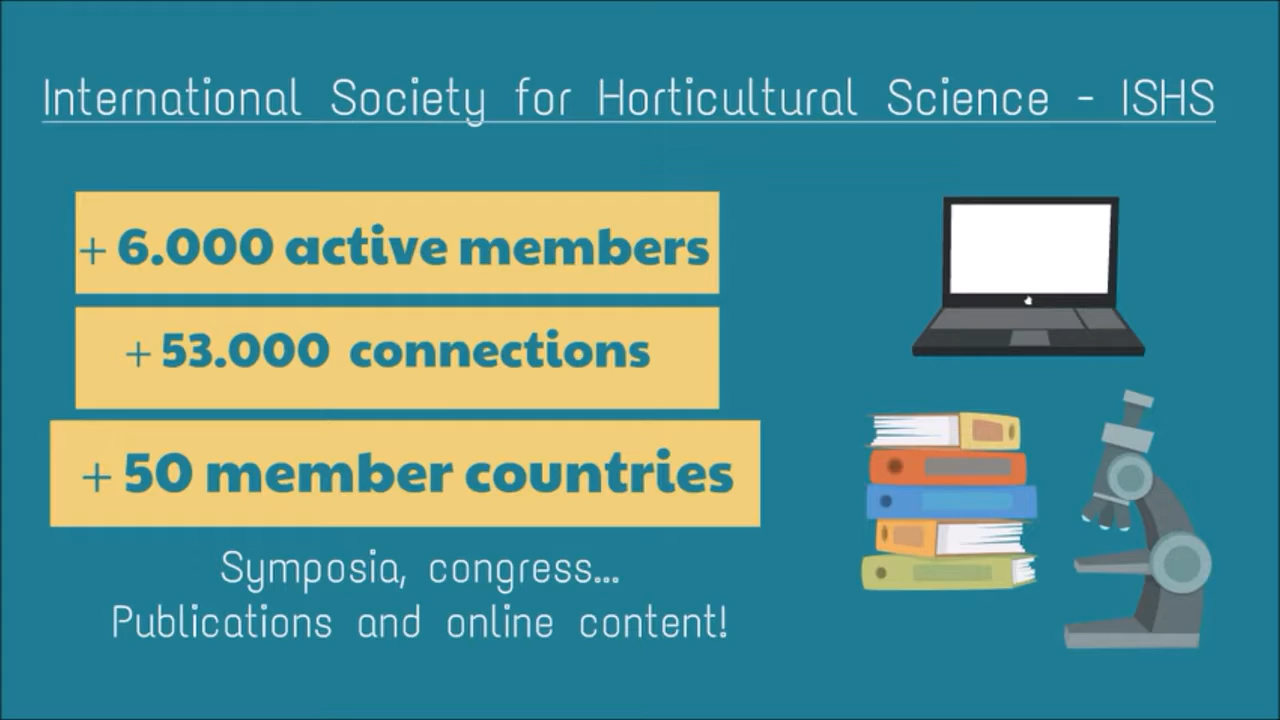 International Society for Horticultural Science - ISHS
+ 6.000 active members
+ 53.000 connections
+ 50 member countries
Symposia, congress...
Publications and online content!